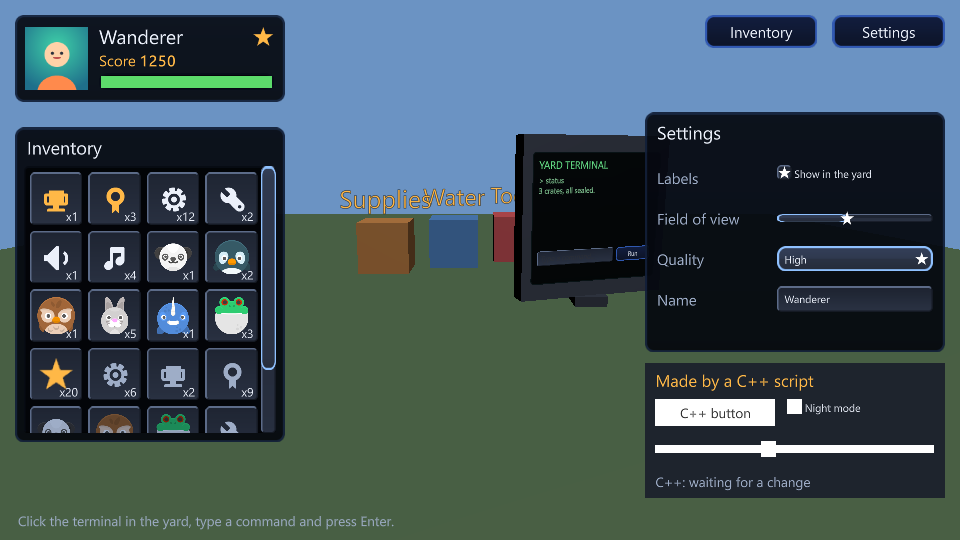 Wanderer
Score 1250
Inventory
Settings
Inventory
x1
x3
x12
x2
x1
x4
x1
x2
x1
x5
x1
x3
x20
x6
x2
x9
Supplies
Water
To
YARD TERMINAL
> status
3 crates, all sealed.
Run
Settings
Labels
Show in the yard
Field of view
Quality
High
Name
Wanderer
Made by a C++ script
C++ button
Night mode
C++: waiting for a change
Click the terminal in the yard, type a command and press Enter.